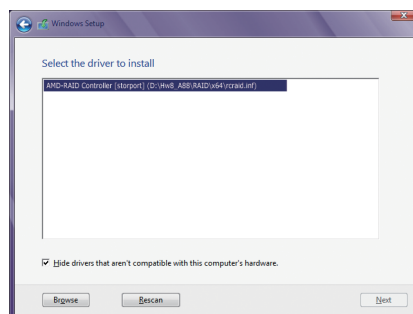 Windows Setup
Select the driver to install
AMD-RAID Controller [storport] (D:\Hw8_A88\RAID\x64\rcraid.inf)
Hide drivers that aren't compatible with this computer's hardware.
Browse
Rescan
Next